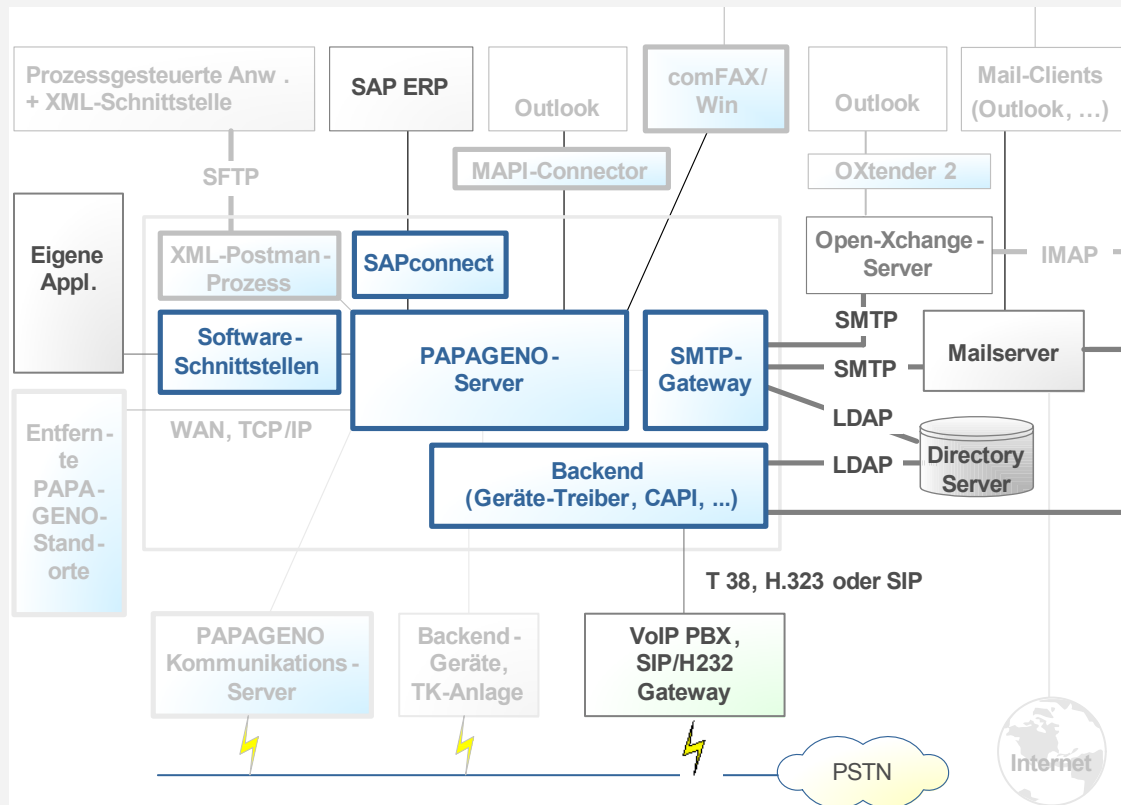 Prozessgesteuerte Anw .
+ XML-Schnittstelle
SAP ERP
Outlook
comFAX/
Win
Outlook
Mail-Clients
(Outlook, …)
SFTP
MAPI-Connector
OXtender 2
Eigene
Appl.
XML-Postman-
Prozess
SAPconnect
Open-Xchange-
Server
IMAP
Software-
Schnittstellen
PAPAGENO-
Server
SMTP-
Gateway
SMTP
SMTP
Mailserver
LDAP
LDAP
Directory
Server
WAN, TCP/IP
Entfern-
te
PAPA-
GENO-
Stand-
orte
Backend
(Geräte-Treiber, CAPI, ...)
T 38, H.323 oder SIP
PAPAGENO
Kommunikations-
Server
Backend-
Geräte,
TK-Anlage
VoIP PBX,
SIP/H232
Gateway
PSTN
Internet